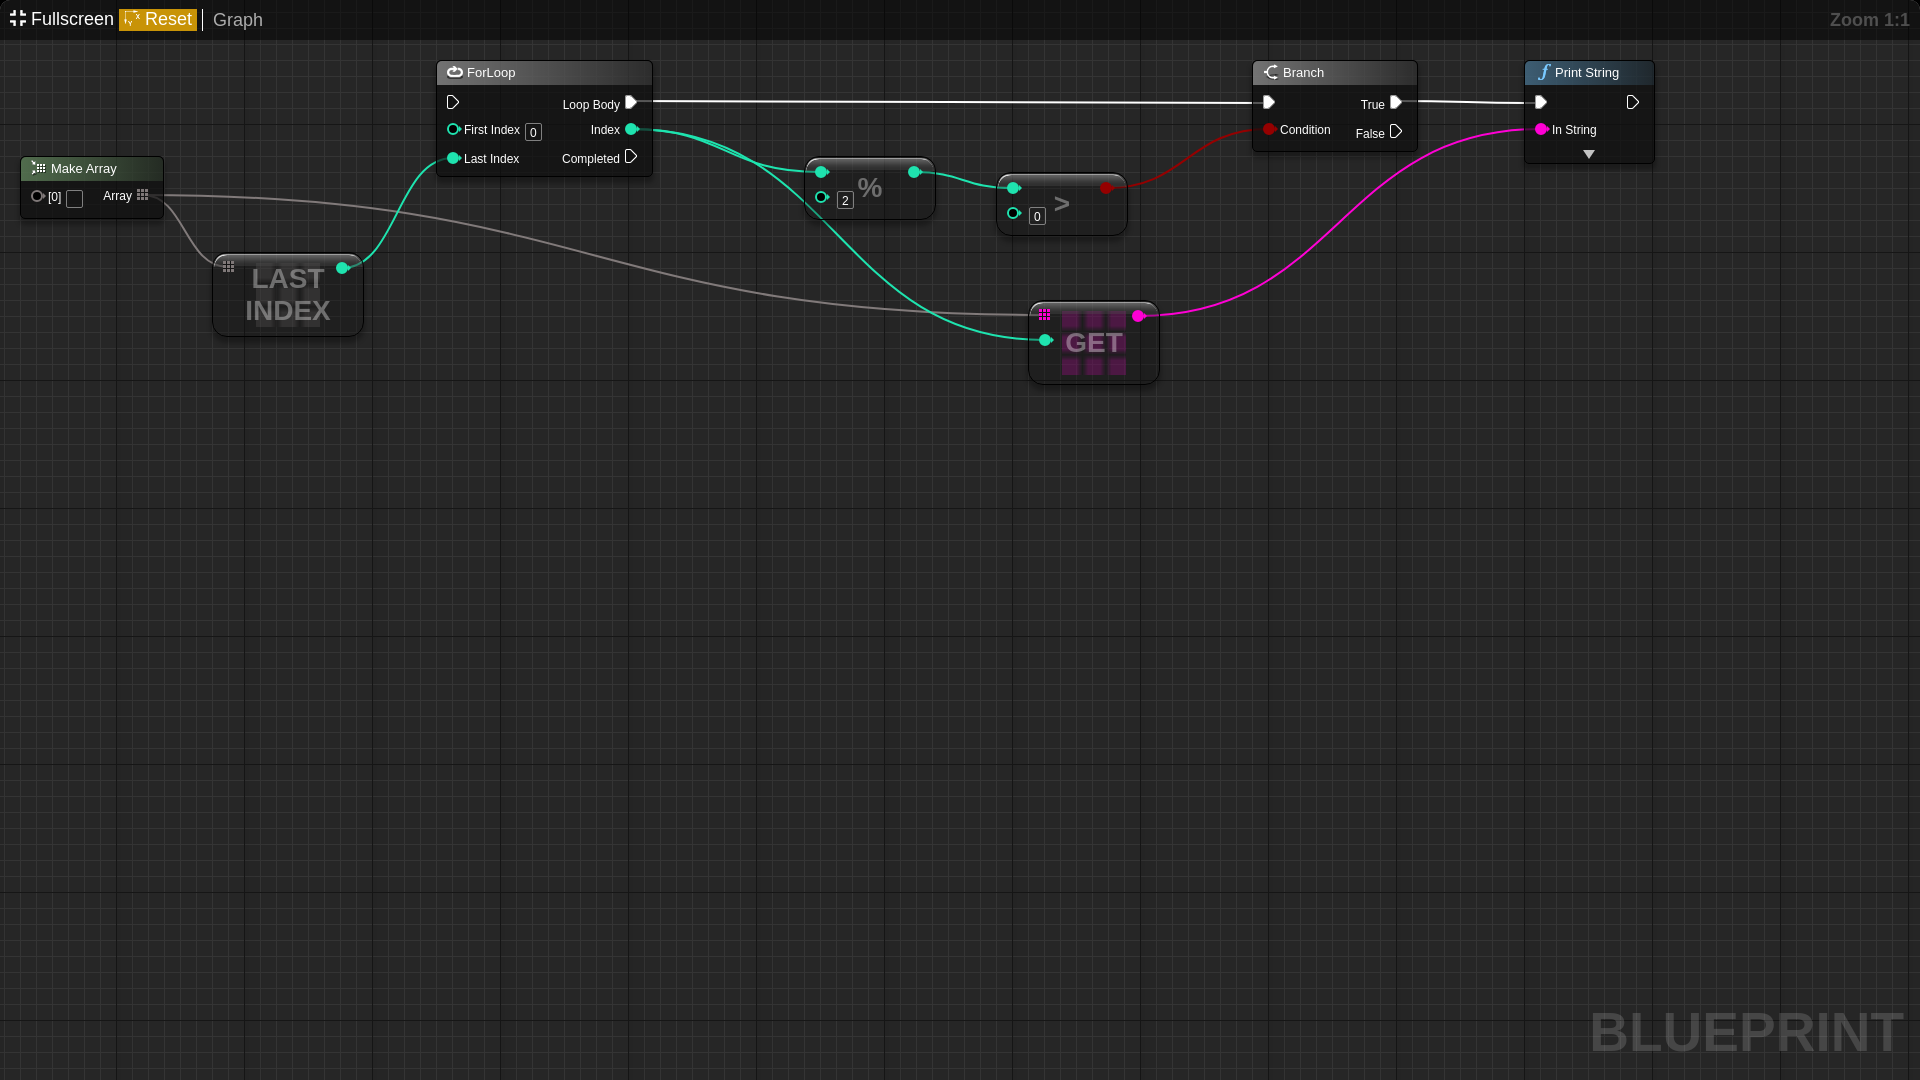 Fullscreen Reset Graph Zoom 1:1
ForLoop
Loop Body
First Index 0 Index
Last Index Completed
Make Array
[0] Array
LAST
INDEX
%
2
>
0
GET
Branch
True
Condition False
Print String
In String
BLUEPRINT